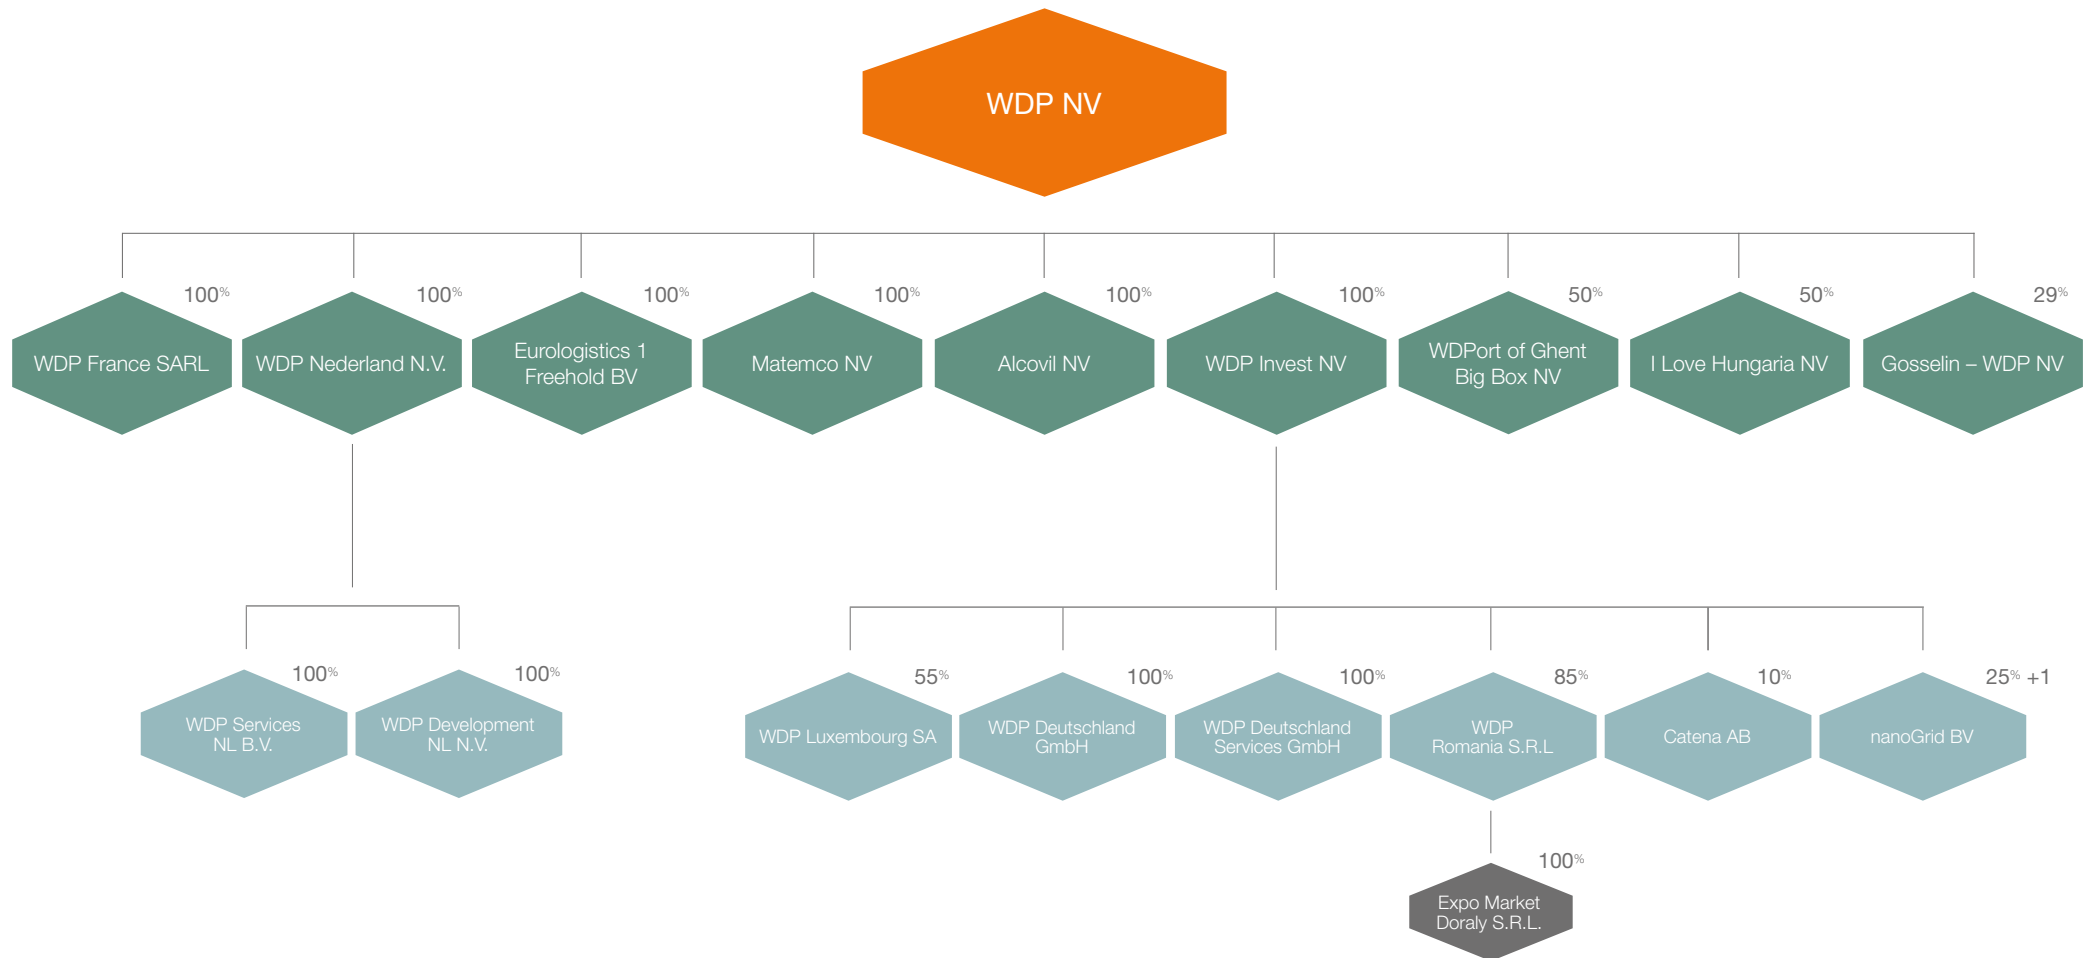 WDP NV
100%
100%
100%
100%
100%
100%
50%
50%
29%
WDP France SARL
WDP Nederland N.V.
Eurologistics 1
Freehold BV
Matemco NV
Alcovil NV
WDP Invest NV
WDPort of Ghent
Big Box NV
I Love Hungaria NV
Gosselin – WDP NV
100%
100%
55%
100%
100%
85%
10%
25% +1
WDP Services
NL B.V.
WDP Development
NL N.V.
WDP Luxembourg SA
WDP Deutschland
GmbH
WDP Deutschland
Services GmbH
WDP
Romania S.R.L
Catena AB
nanoGrid BV
100%
Expo Market
Doraly S.R.L.